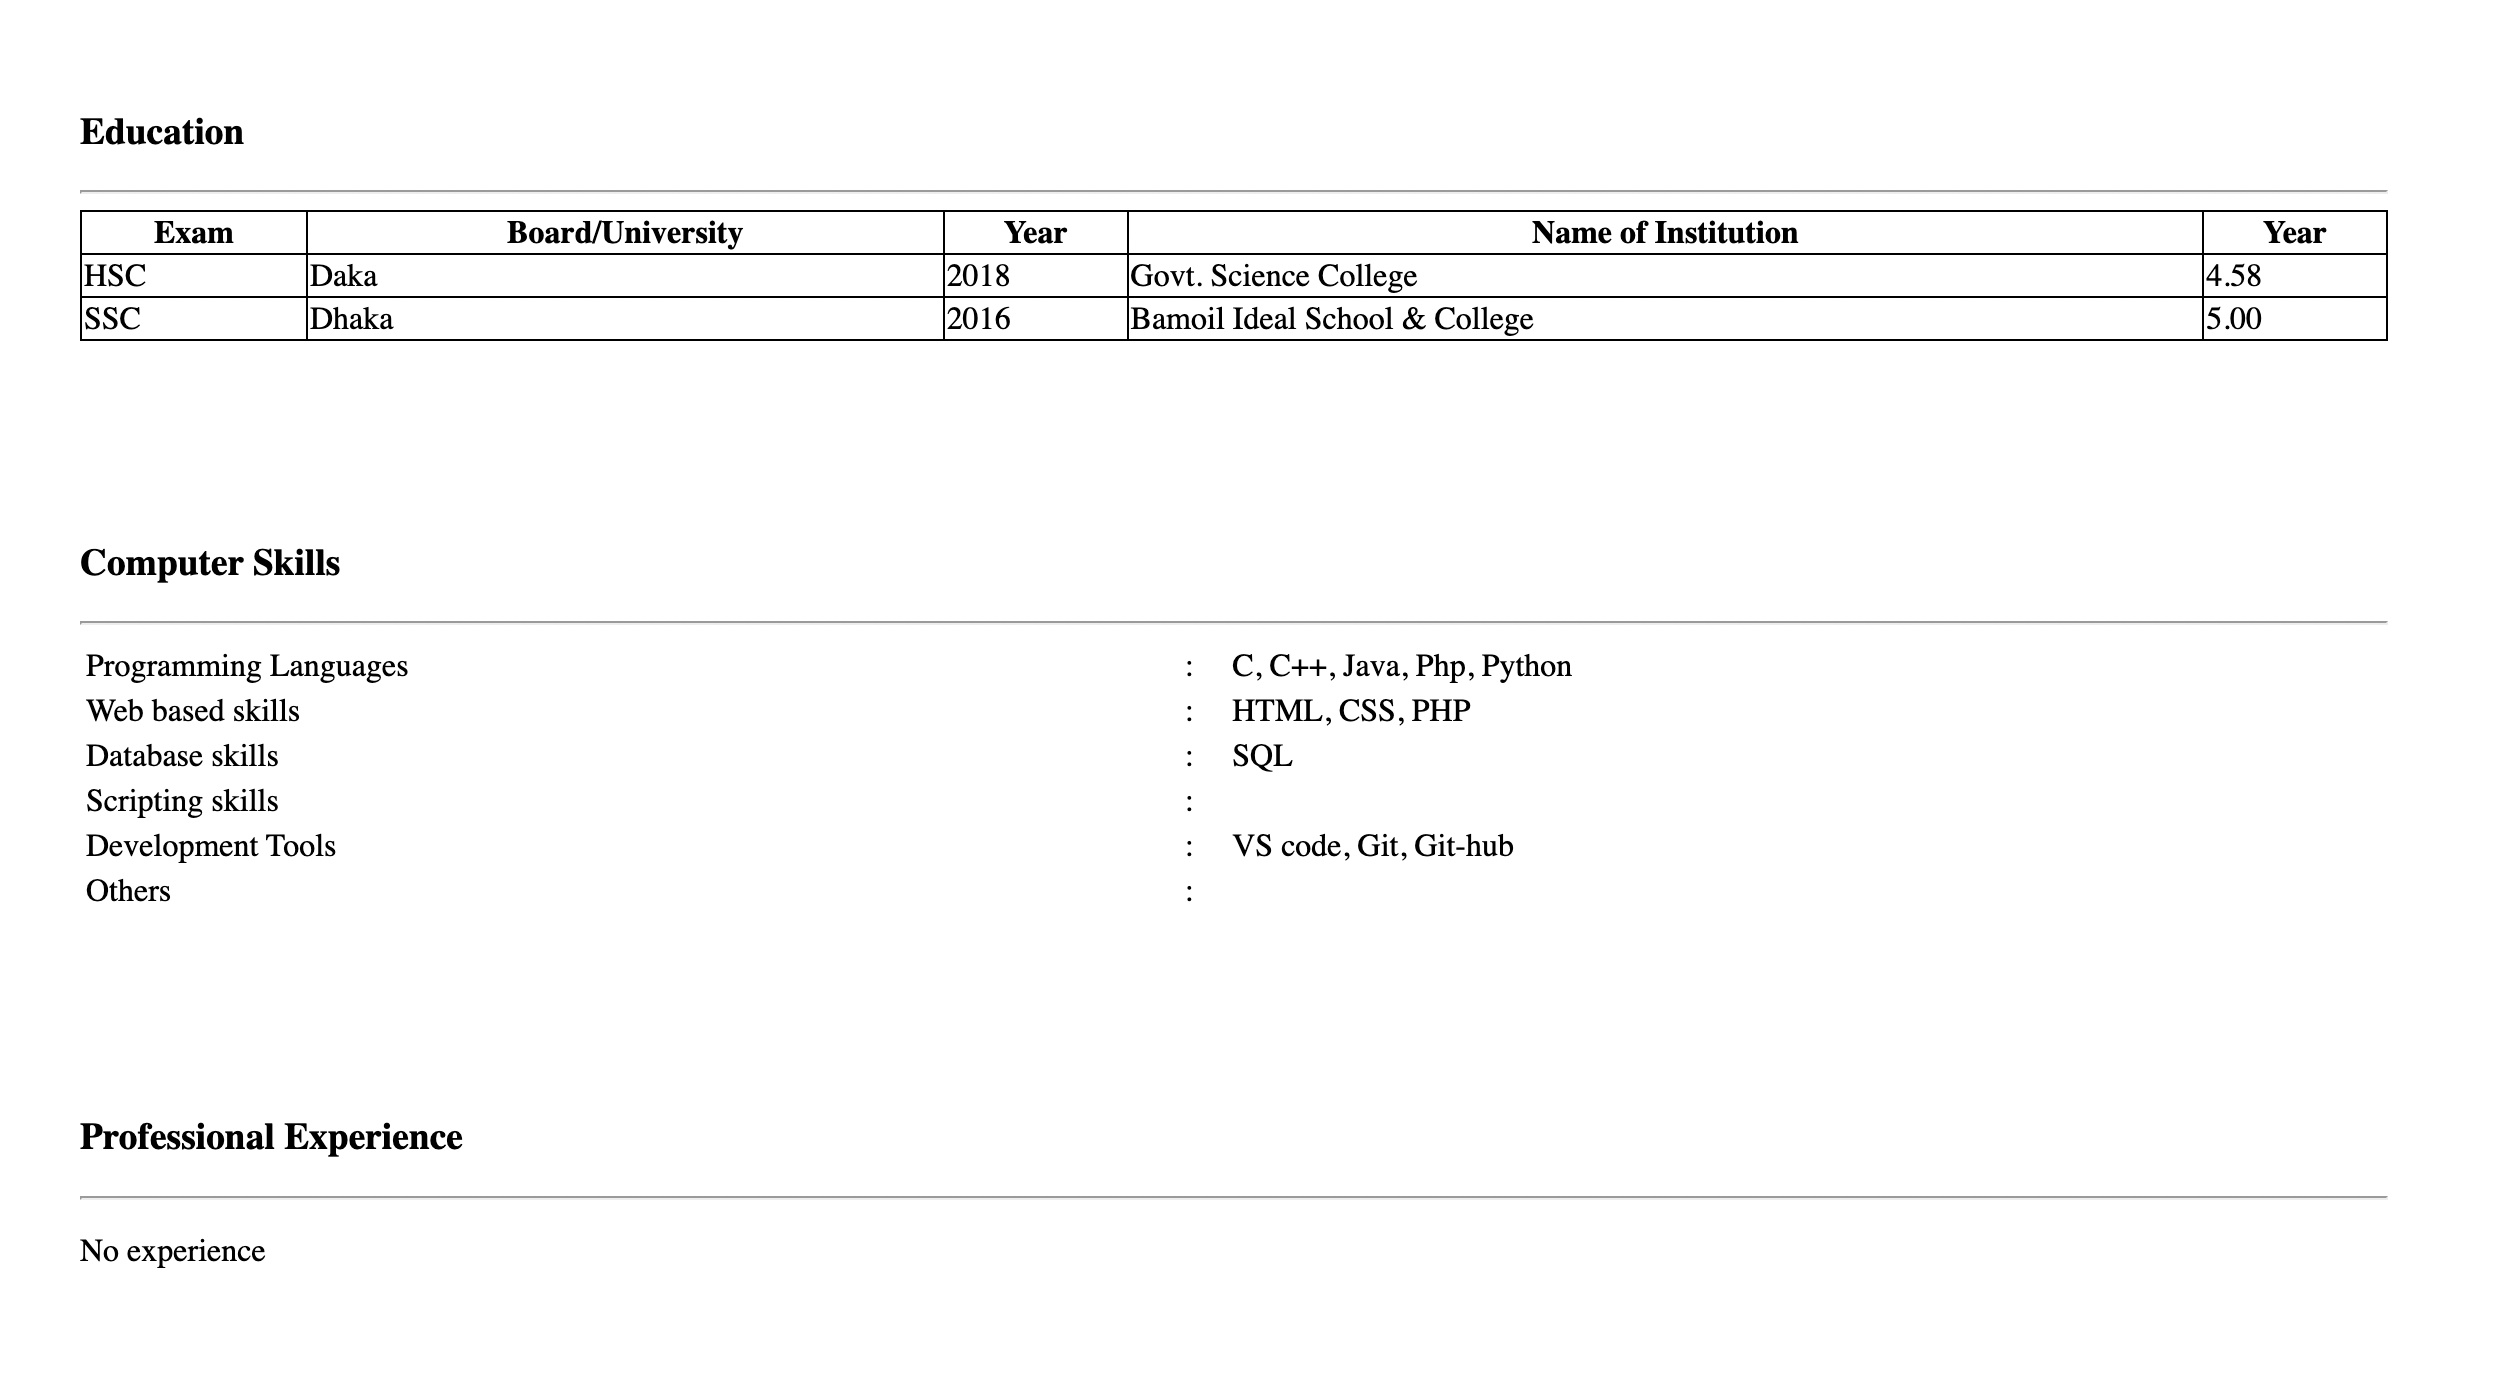 Education
Exam Board/University Year Name of Institution Year
HSC Daka 2018 Govt. Science College 4.58
SSC Dhaka 2016 Bamoil Ideal School & College 5.00
Computer Skills
Programming Languages : C, C++, Java, Php, Python
Web based skills : HTML, CSS, PHP
Database skills : SQL
Scripting skills :
Development Tools : VS code, Git, Git-hub
Others :
Professional Experience
No experience